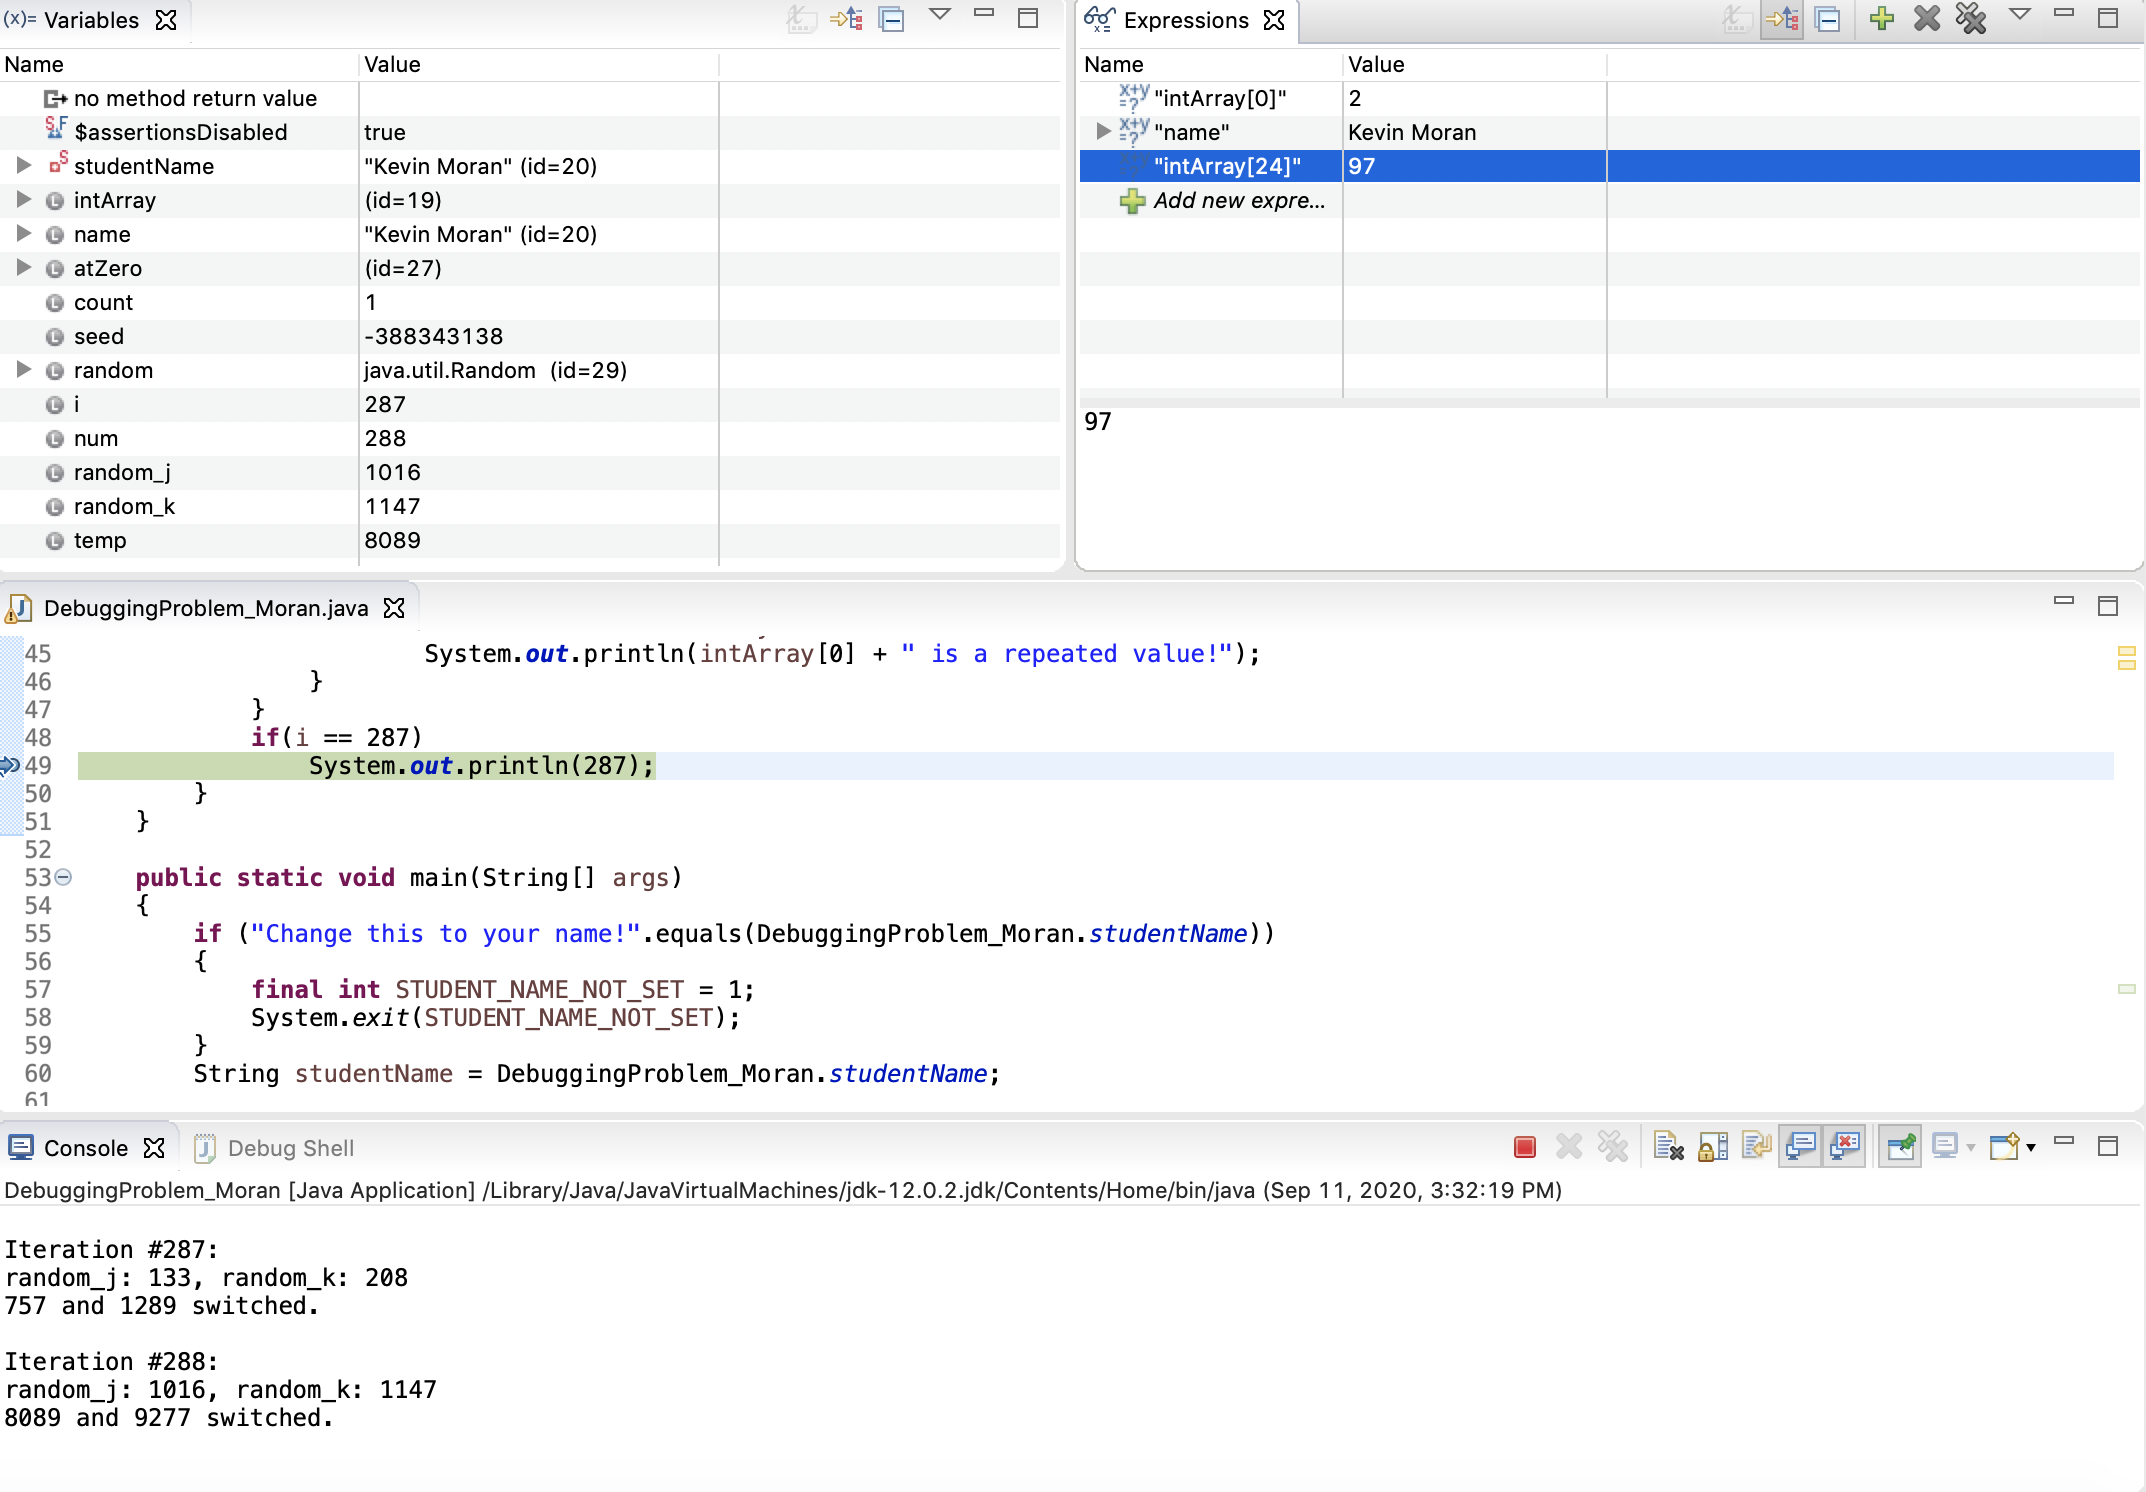 (x)= Variables
Name Value
no method return value
$assertionsDisabled true
studentName "Kevin Moran" (id=20)
intArray (id=19)
name "Kevin Moran" (id=20)
atZero (id=27)
count 1
seed -388343138
random java.util.Random (id=29)
i 287
num 288
random_j 1016
random_k 1147
temp 8089
Expressions
Name Value
"intArray[0]" 2
"name" Kevin Moran
"intArray[24]" 97
Add new expre...
97
DebuggingProblem_Moran.java
45 System.out.println(intArray[0] + " is a repeated value!");
46 }
47 }
48 if(i == 287)
49 System.out.println(287);
50 }
51 }
52
53 public static void main(String[] args)
54 {
55 if ("Change this to your name!".equals(DebuggingProblem_Moran.studentName))
56 {
57 final int STUDENT_NAME_NOT_SET = 1;
58 System.exit(STUDENT_NAME_NOT_SET);
59 }
60 String studentName = DebuggingProblem_Moran.studentName;
61
Console Debug Shell
DebuggingProblem_Moran [Java Application] /Library/Java/JavaVirtualMachines/jdk-12.0.2.jdk/Contents/Home/bin/java (Sep 11, 2020, 3:32:19 PM)
Iteration #287:
random_j: 133, random_k: 208
757 and 1289 switched.
Iteration #288:
random_j: 1016, random_k: 1147
8089 and 9277 switched.